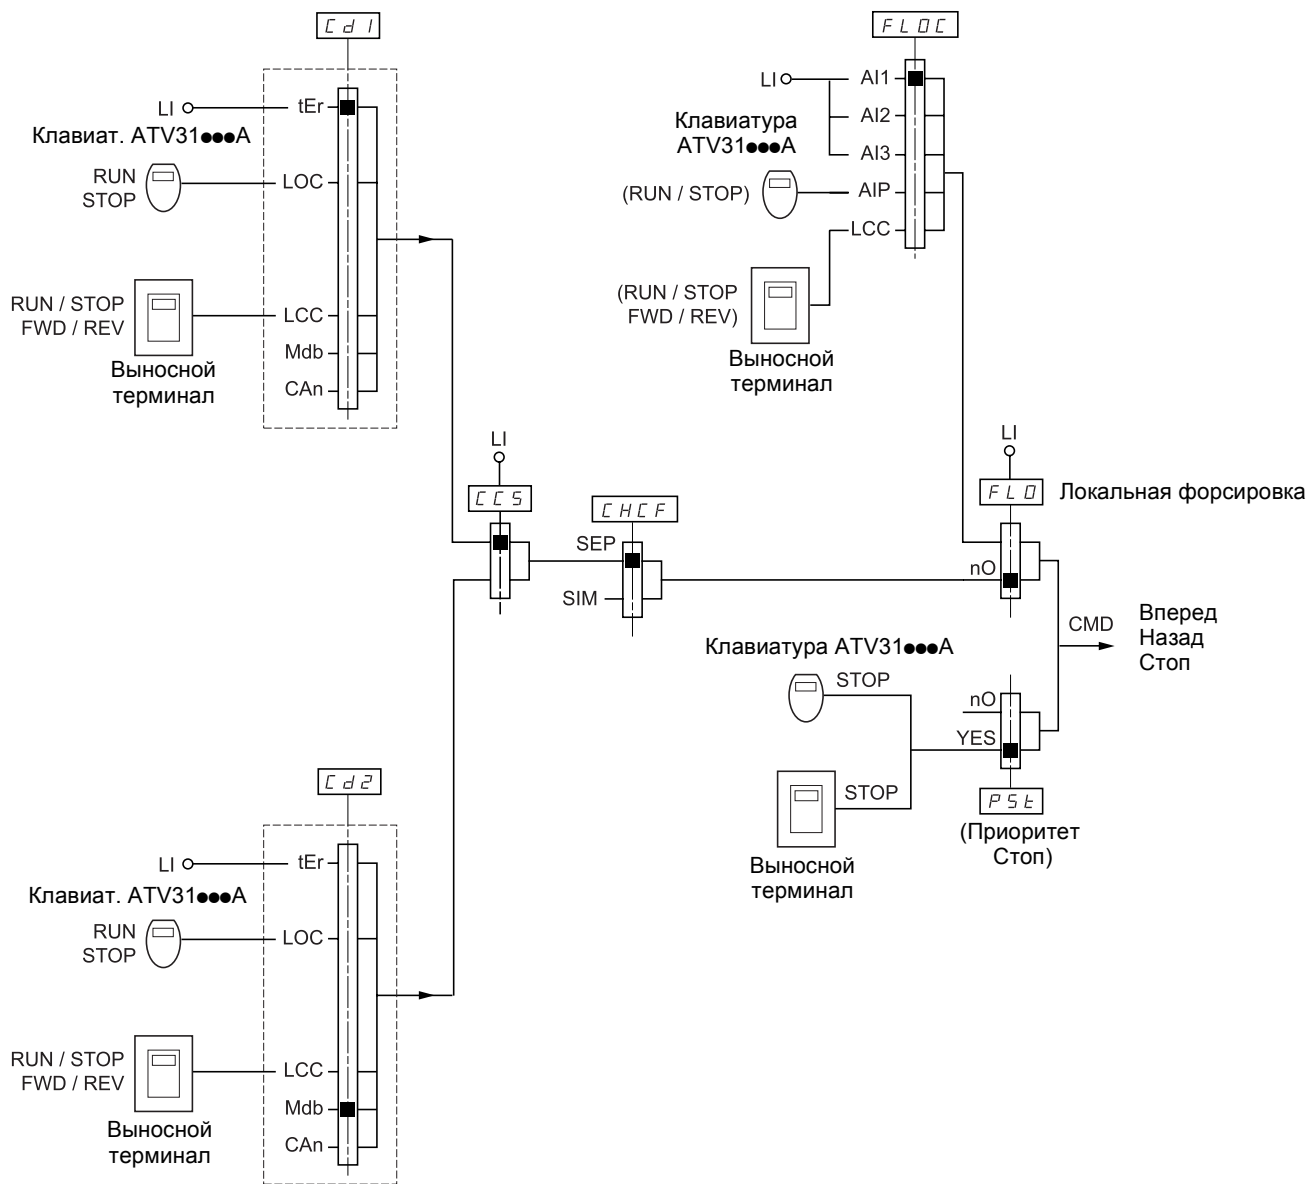 Cd1
LI
tEr
Клавиат. ATV31●●●A
RUN
STOP
LOC
RUN / STOP
FWD / REV
LCC
Mdb
CAn
Выносной
терминал
FLOC
LI
AI1
Клавиатура
ATV31●●●A
AI2
AI3
(RUN / STOP)
AIP
LCC
(RUN / STOP
FWD / REV)
Выносной
терминал
LI
CCS
CHCF
SEP
SIM
LI
FLO
Локальная форсировка
nO
CMD
Вперед
Назад
Стоп
Клавиатура ATV31●●●A
STOP
nO
YES
STOP
PSt
(Приоритет
Стоп)
Выносной
терминал
Cd2
LI
tEr
Клавиат. ATV31●●●A
RUN
STOP
LOC
RUN / STOP
FWD / REV
LCC
Mdb
CAn
Выносной
терминал